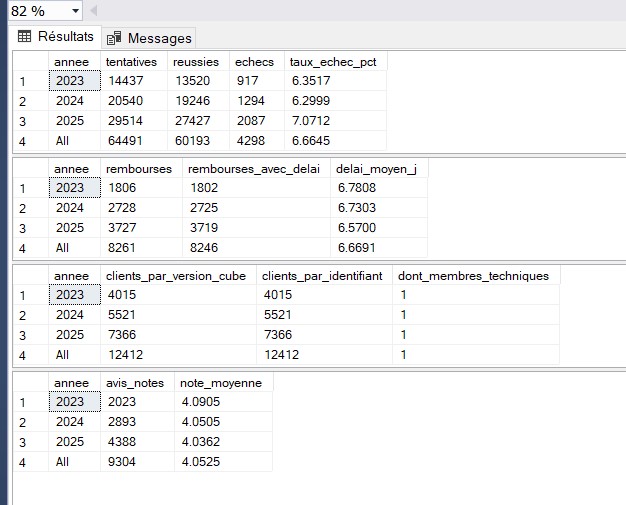 82 %
Résultats Messages
annee tentatives reussies echecs taux_echec_pct
1 2023 14437 13520 917 6.3517
2 2024 20540 19246 1294 6.2999
3 2025 29514 27427 2087 7.0712
4 All 64491 60193 4298 6.6645
annee rembourses rembourses_avec_delai delai_moyen_j
1 2023 1806 1802 6.7808
2 2024 2728 2725 6.7303
3 2025 3727 3719 6.5700
4 All 8261 8246 6.6691
annee clients_par_version_cube clients_par_identifiant dont_membres_techniques
1 2023 4015 4015 1
2 2024 5521 5521 1
3 2025 7366 7366 1
4 All 12412 12412 1
annee avis_notes note_moyenne
1 2023 2023 4.0905
2 2024 2893 4.0505
3 2025 4388 4.0362
4 All 9304 4.0525